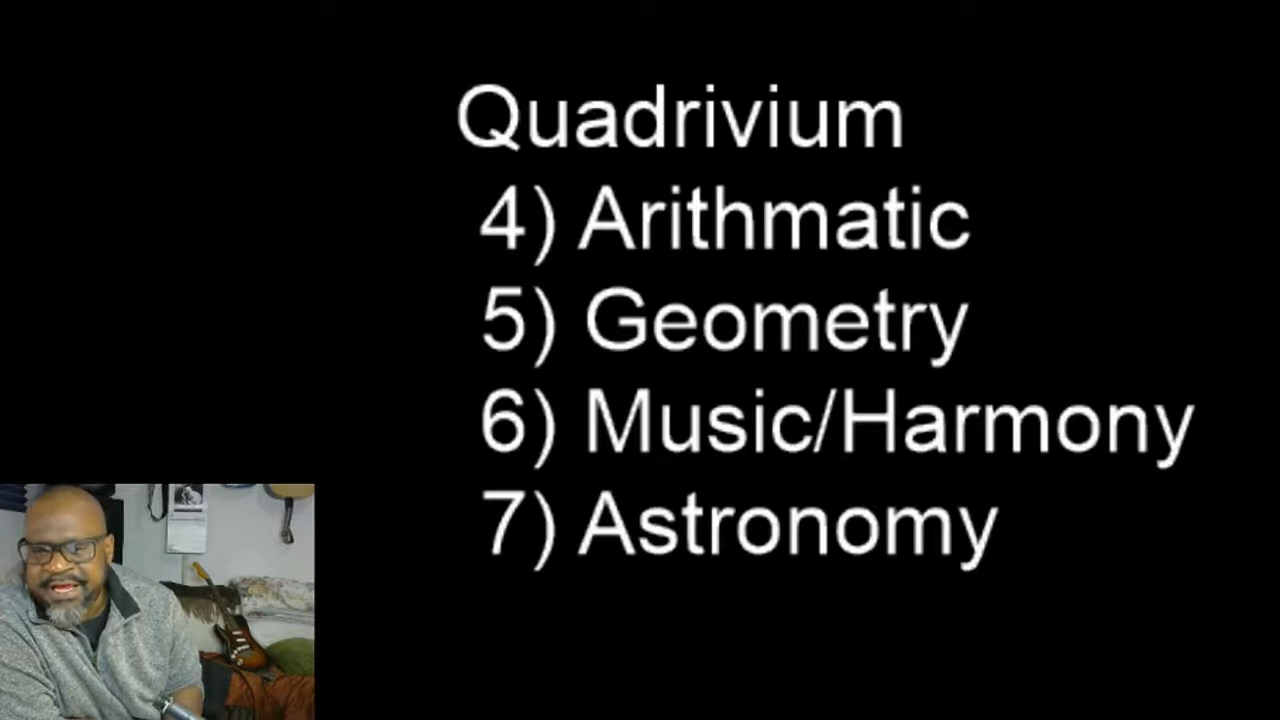 Quadrivium
4) Arithmatic
5) Geometry
6) Music/Harmony
7) Astronomy